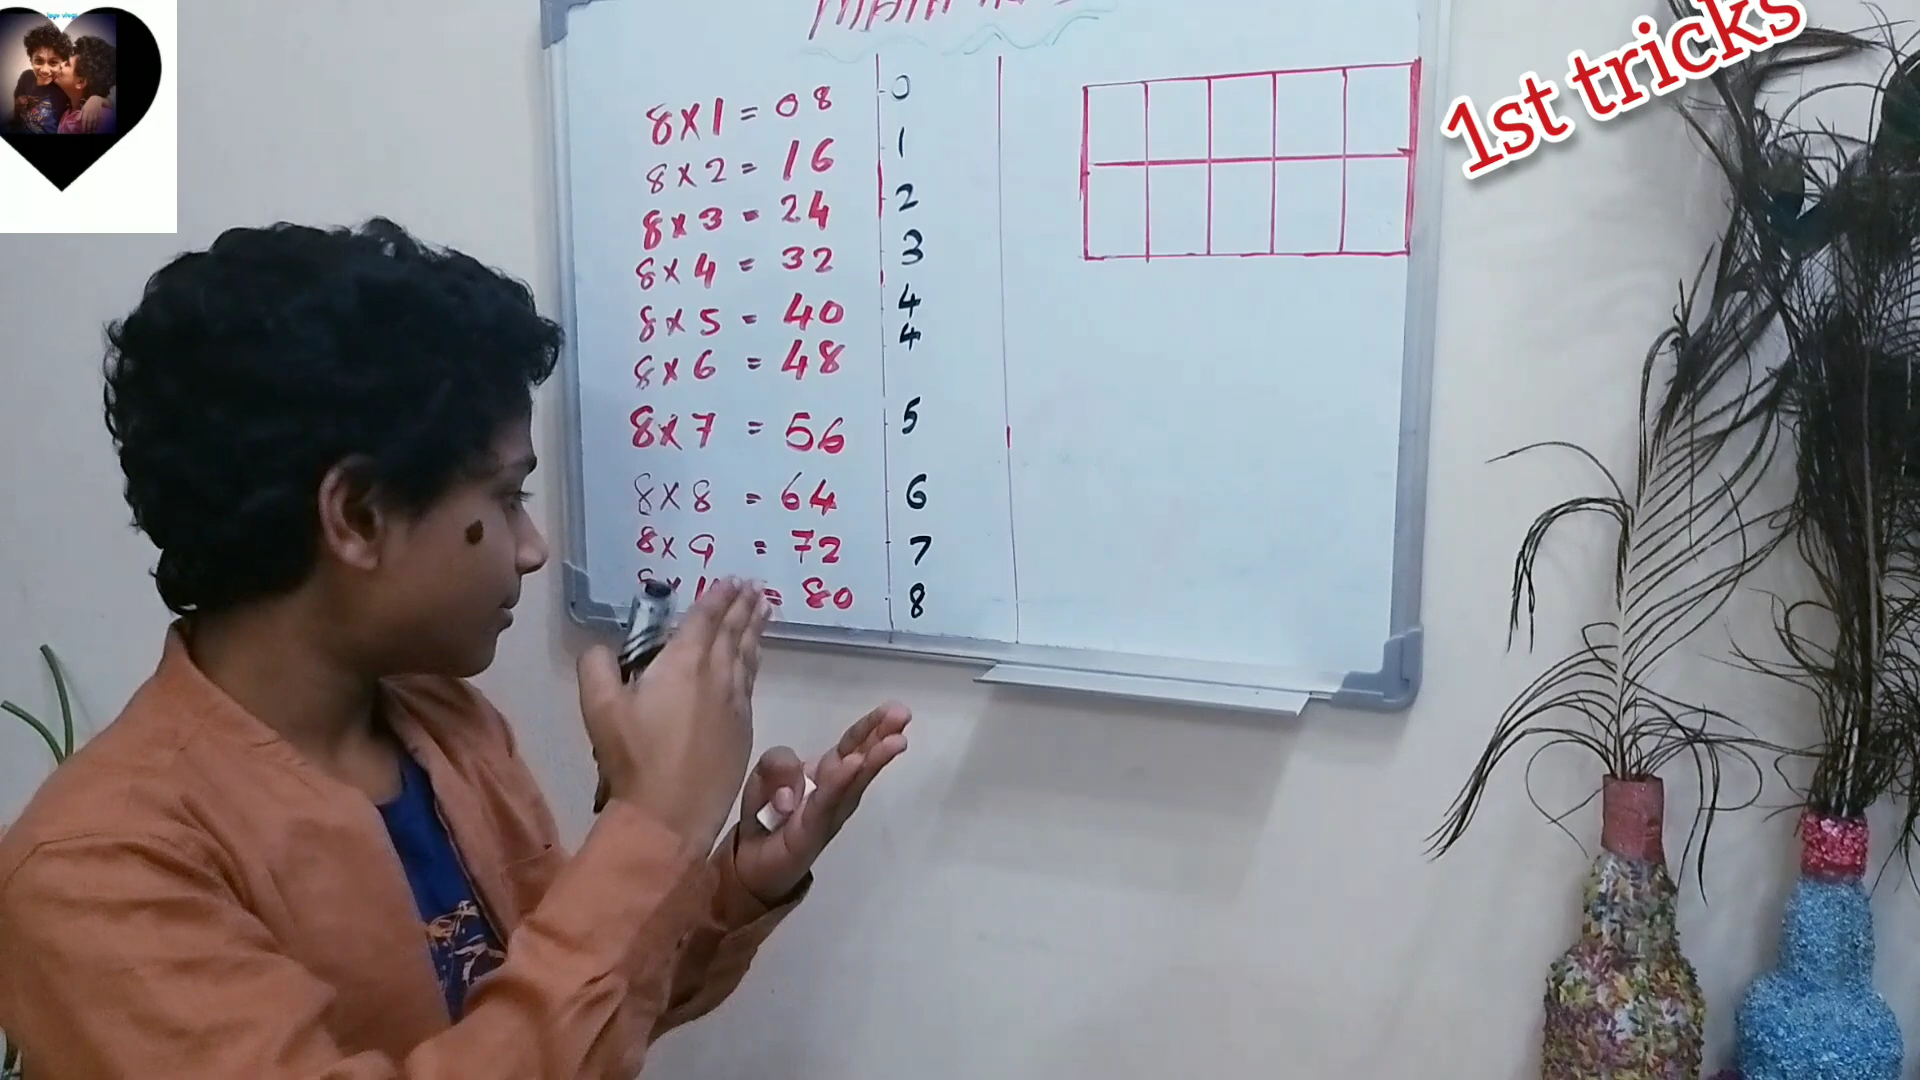 1st tricks
8x1 = 08 0
8x2 = 16 1
8x3 = 24 2
8x4 = 32 3
8x5 = 40 4
8x6 = 48 4
8x7 = 56 5
8x8 = 64 6
8x9 = 72 7
= 80 8